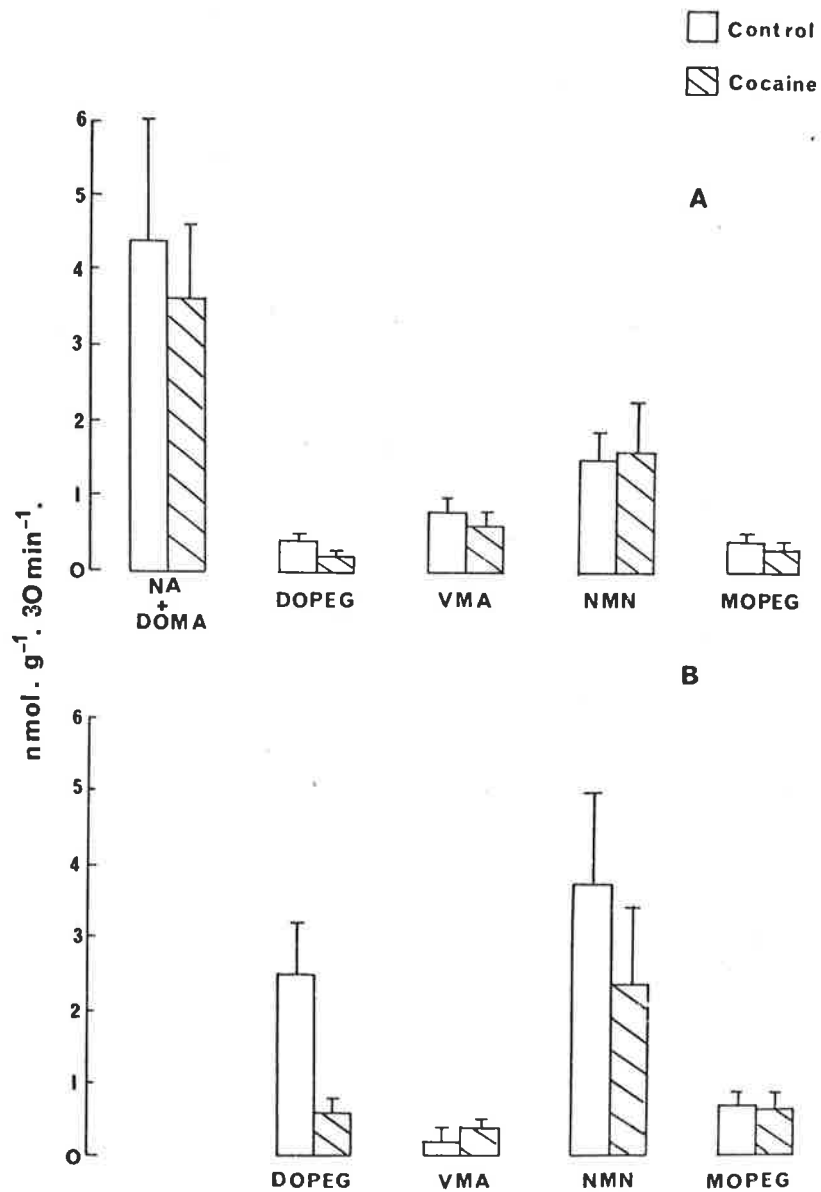 Control
Cocaine
A
6
5
4
3
2
1
0
NA
+
DOMA
DOPEG
VMA
NMN
MOPEG
nmol. g⁻¹. 30min⁻¹.
B
6
5
4
3
2
1
0
DOPEG
VMA
NMN
MOPEG